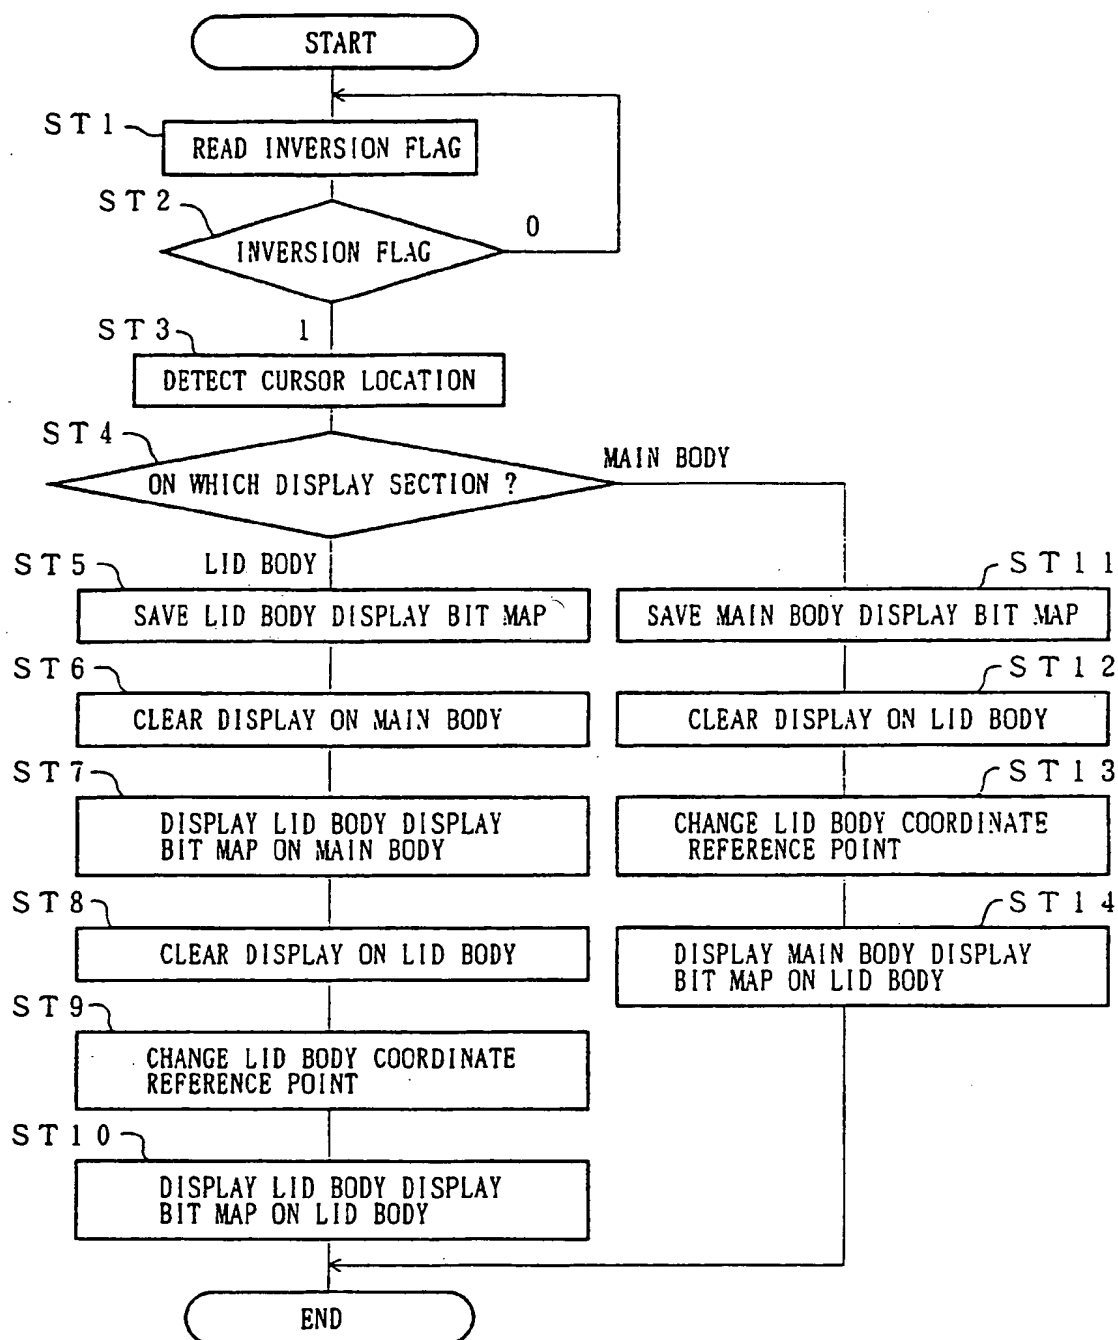 START
ST1
READ INVERSION FLAG
ST2
INVERSION FLAG
0
1
ST3
DETECT CURSOR LOCATION
ST4
ON WHICH DISPLAY SECTION ?
MAIN BODY
LID BODY
ST5
SAVE LID BODY DISPLAY BIT MAP
ST6
CLEAR DISPLAY ON MAIN BODY
ST7
DISPLAY LID BODY DISPLAY
BIT MAP ON MAIN BODY
ST8
CLEAR DISPLAY ON LID BODY
ST9
CHANGE LID BODY COORDINATE
REFERENCE POINT
ST10
DISPLAY LID BODY DISPLAY
BIT MAP ON LID BODY
ST11
SAVE MAIN BODY DISPLAY BIT MAP
ST12
CLEAR DISPLAY ON LID BODY
ST13
CHANGE LID BODY COORDINATE
REFERENCE POINT
ST14
DISPLAY MAIN BODY DISPLAY
BIT MAP ON LID BODY
END